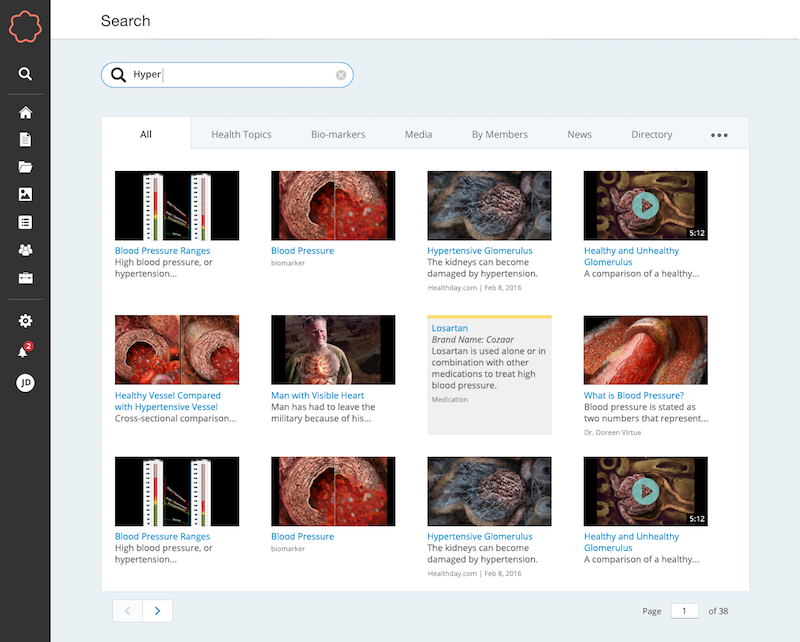 Search
Hyper
All Health Topics Bio-markers Media By Members News Directory
5:12
Blood Pressure Ranges
High blood pressure, or
hypertension...
Blood Pressure
biomarker
Hypertensive Glomerulus
The kidneys can become
damaged by hypertension.
Healthday.com | Feb 8, 2016
Healthy and Unhealthy
Glomerulus
A comparison of a healthy...
Healthy Vessel Compared
with Hypertensive Vessel
Cross-sectional comparison...
Man with Visible Heart
Man has had to leave the
military because of his...
Losartan
Brand Name: Cozaar
Losartan is used alone or in
combination with other
medications to treat high
blood pressure.
Medication
What is Blood Pressure?
Blood pressure is stated as
two numbers that represent...
Dr. Doreen Virtue
2
JD
5:12
Blood Pressure Ranges
High blood pressure, or
hypertension...
Blood Pressure
biomarker
Hypertensive Glomerulus
The kidneys can become
damaged by hypertension.
Healthday.com | Feb 8, 2016
Healthy and Unhealthy
Glomerulus
A comparison of a healthy...
Page 1 of 38